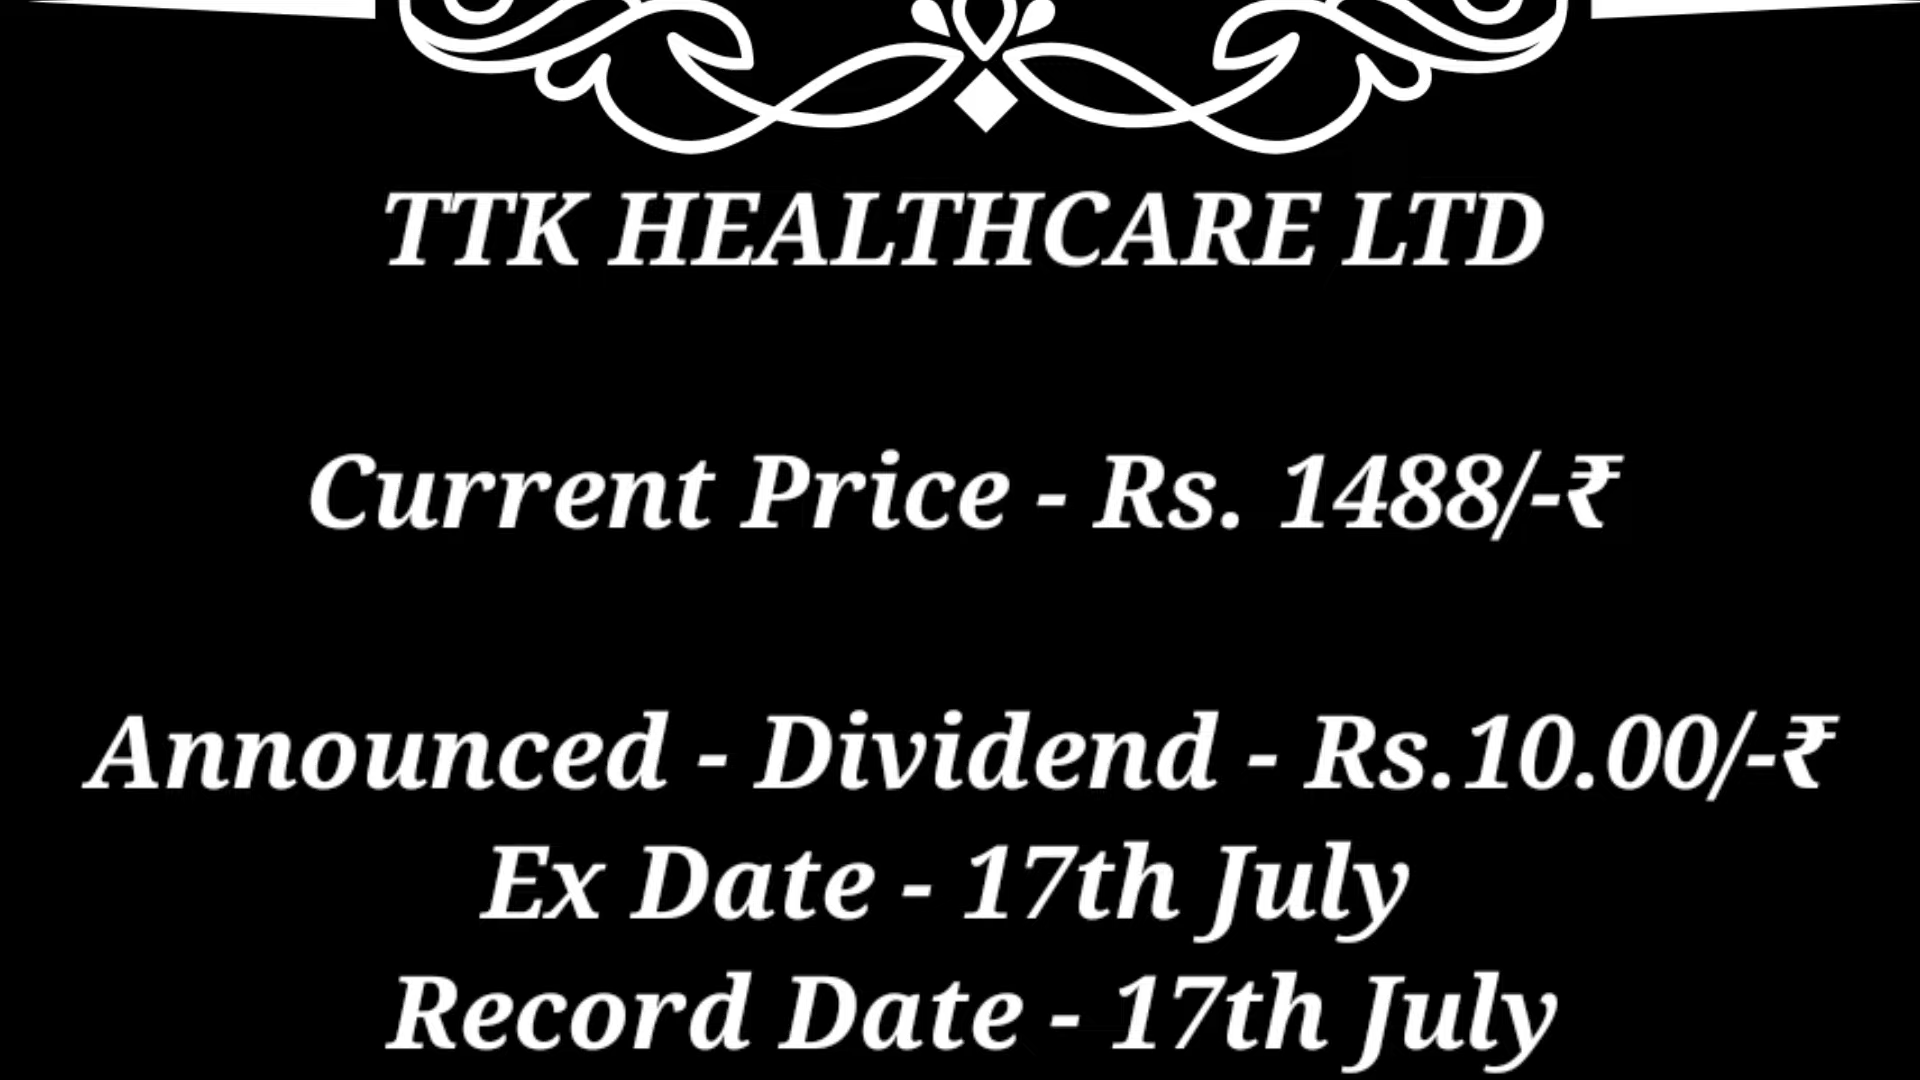 TTK HEALTHCARE LTD
Current Price - Rs. 1488/-₹
Announced - Dividend - Rs.10.00/-₹
Ex Date - 17th July
Record Date - 17th July